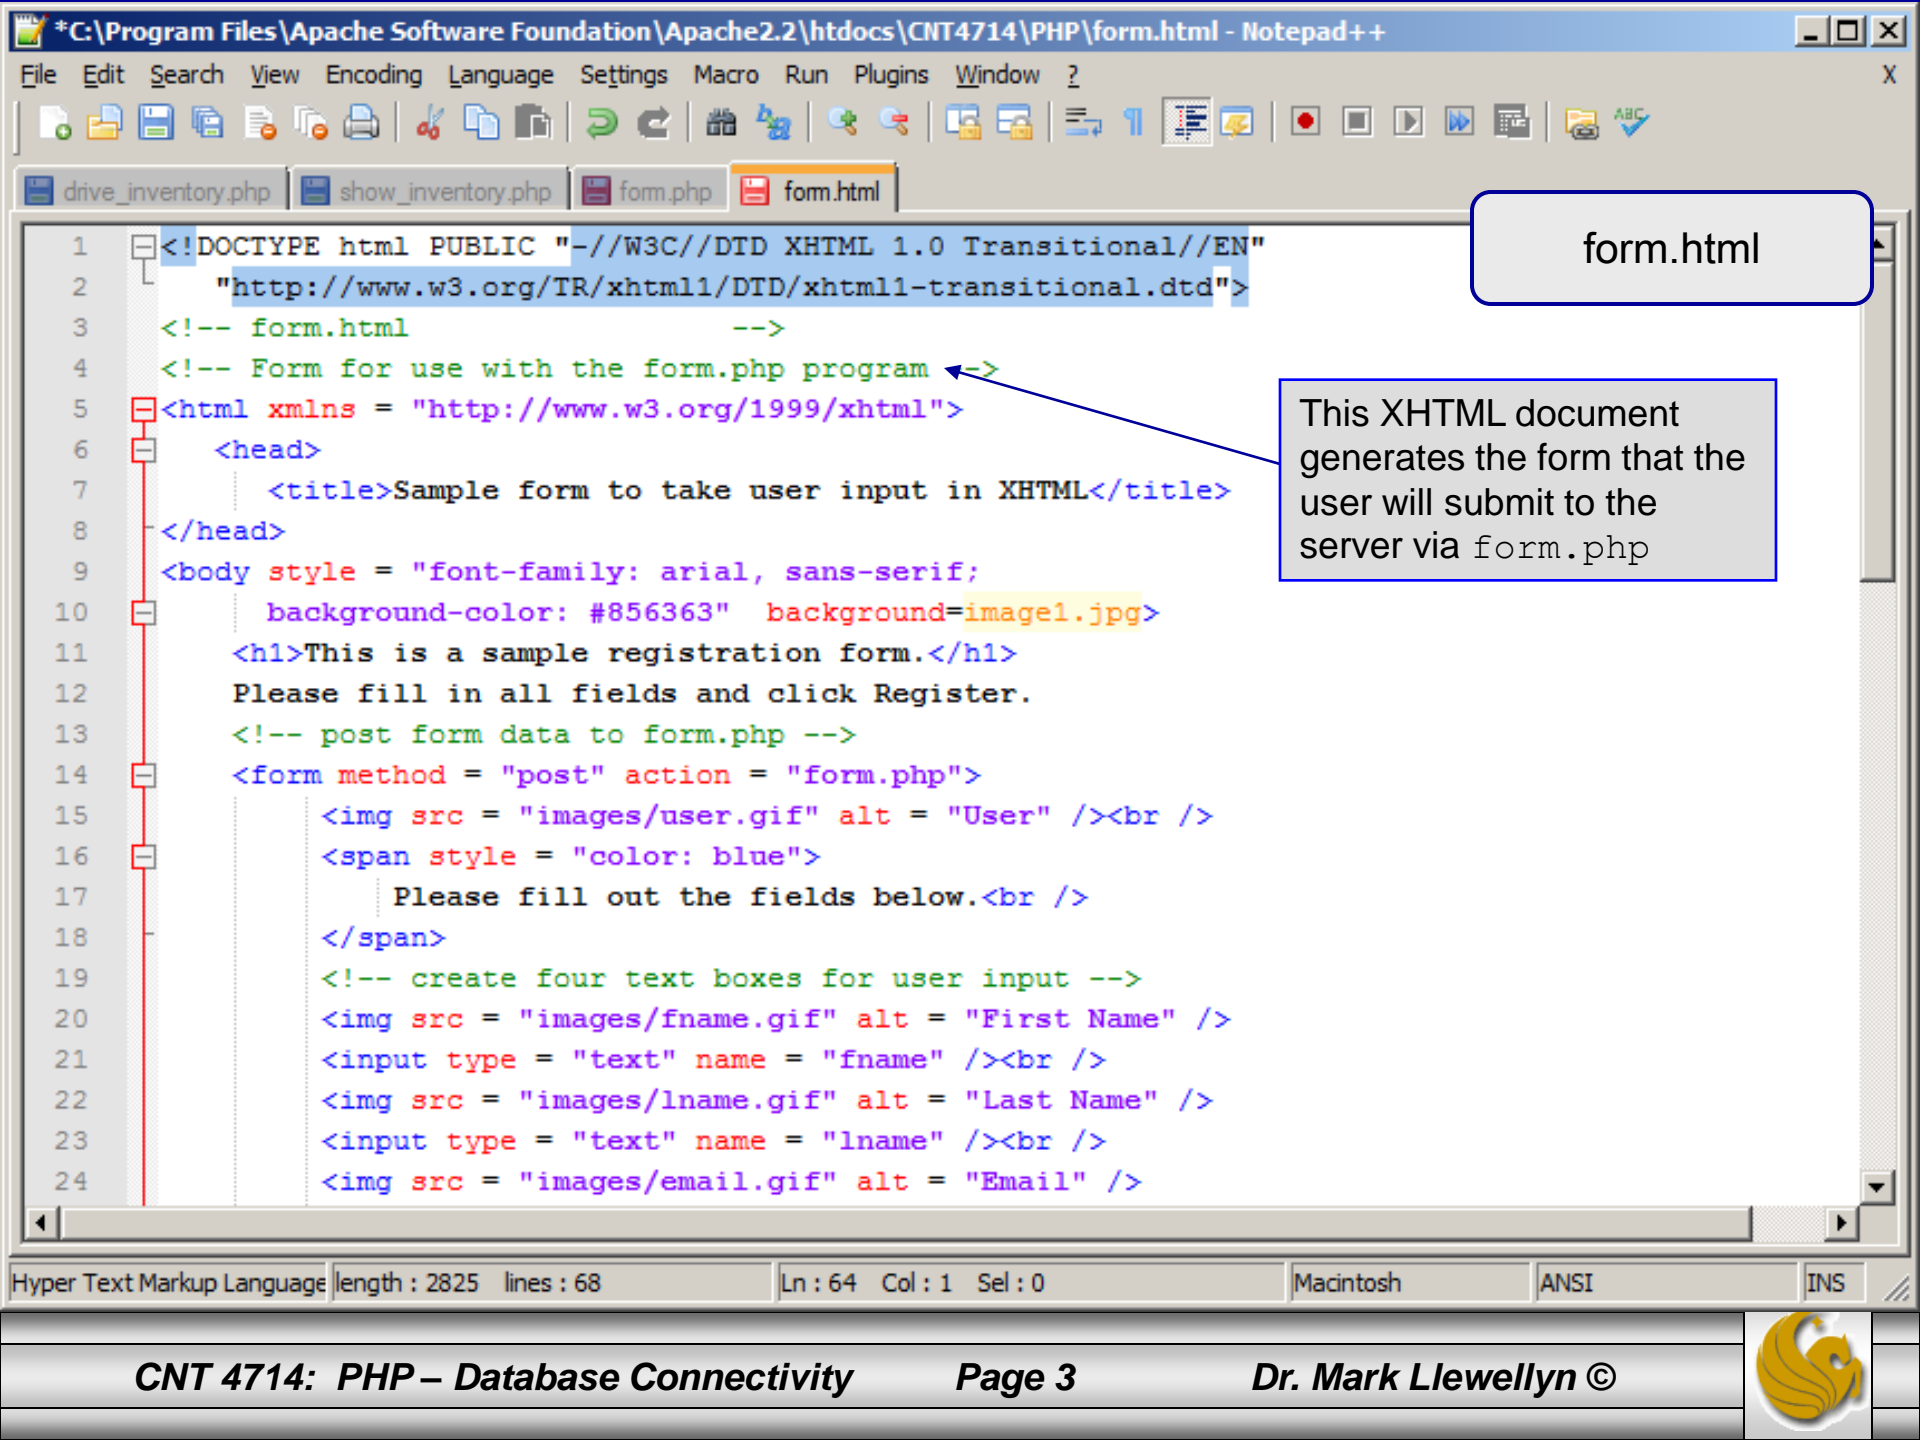 *C:\Program Files\Apache Software Foundation\Apache2.2\htdocs\CNT4714\PHP\form.html - Notepad++
File Edit Search View Encoding Language Settings Macro Run Plugins Window ? X
ABC
drive_inventory.php show_inventory.php form.php form.html
form.html
1 <!DOCTYPE html PUBLIC "-//W3C//DTD XHTML 1.0 Transitional//EN"
2 "http://www.w3.org/TR/xhtml1/DTD/xhtml1-transitional.dtd">
3 <!-- form.html -->
4 <!-- Form for use with the form.php program -->
5 <html xmlns = "http://www.w3.org/1999/xhtml">
6 <head>
7 <title>Sample form to take user input in XHTML</title>
8 </head>
9 <body style = "font-family: arial, sans-serif;
10 background-color: #856363" background=image1.jpg>
11 <h1>This is a sample registration form.</h1>
12 Please fill in all fields and click Register.
13 <!-- post form data to form.php -->
14 <form method = "post" action = "form.php">
15 <img src = "images/user.gif" alt = "User" /><br />
16 <span style = "color: blue">
17 Please fill out the fields below.<br />
18 </span>
19 <!-- create four text boxes for user input -->
20 <img src = "images/fname.gif" alt = "First Name" />
21 <input type = "text" name = "fname" /><br />
22 <img src = "images/lname.gif" alt = "Last Name" />
23 <input type = "text" name = "lname" /><br />
24 <img src = "images/email.gif" alt = "Email" />
This XHTML document
generates the form that the
user will submit to the
server via form.php
Hyper Text Markup Language length : 2825 lines : 68 Ln : 64 Col : 1 Sel : 0 Macintosh ANSI INS
CNT 4714: PHP – Database Connectivity Page 3 Dr. Mark Llewellyn ©